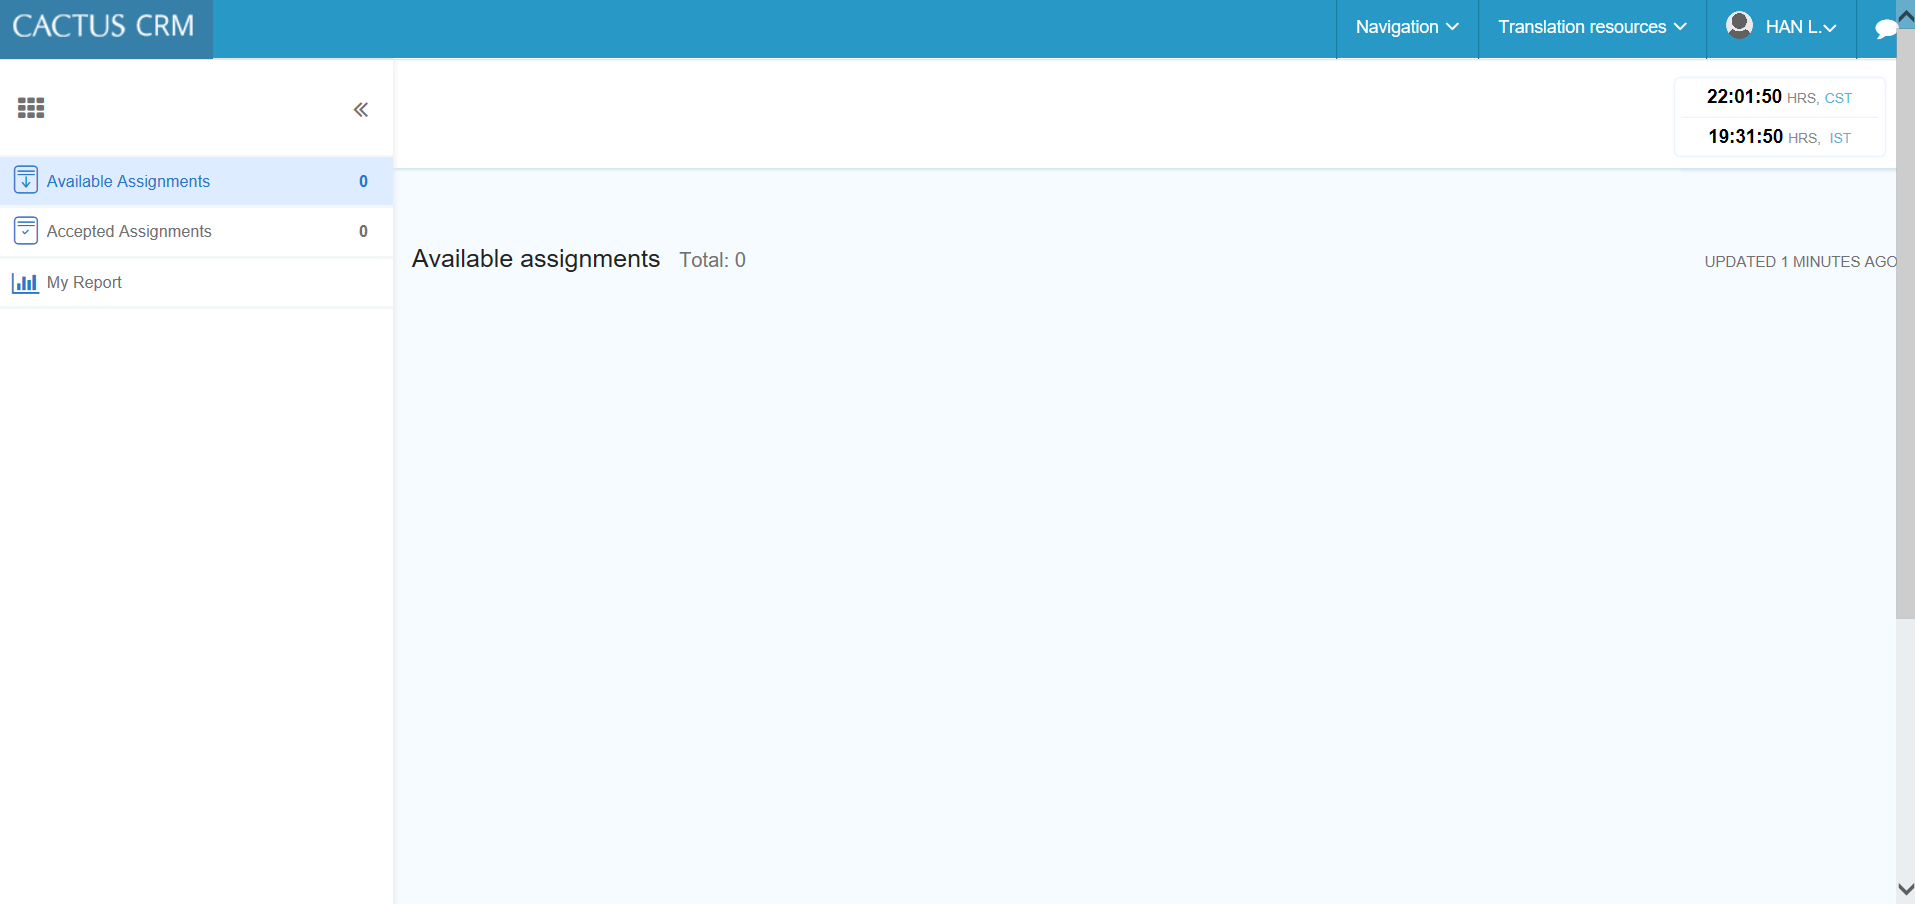 CACTUS CRM
Navigation
Translation resources
HAN L.
22:01:50 HRS, CST
19:31:50 HRS, IST
Available Assignments 0
Accepted Assignments 0
My Report
Available assignments Total: 0
UPDATED 1 MINUTES AGO